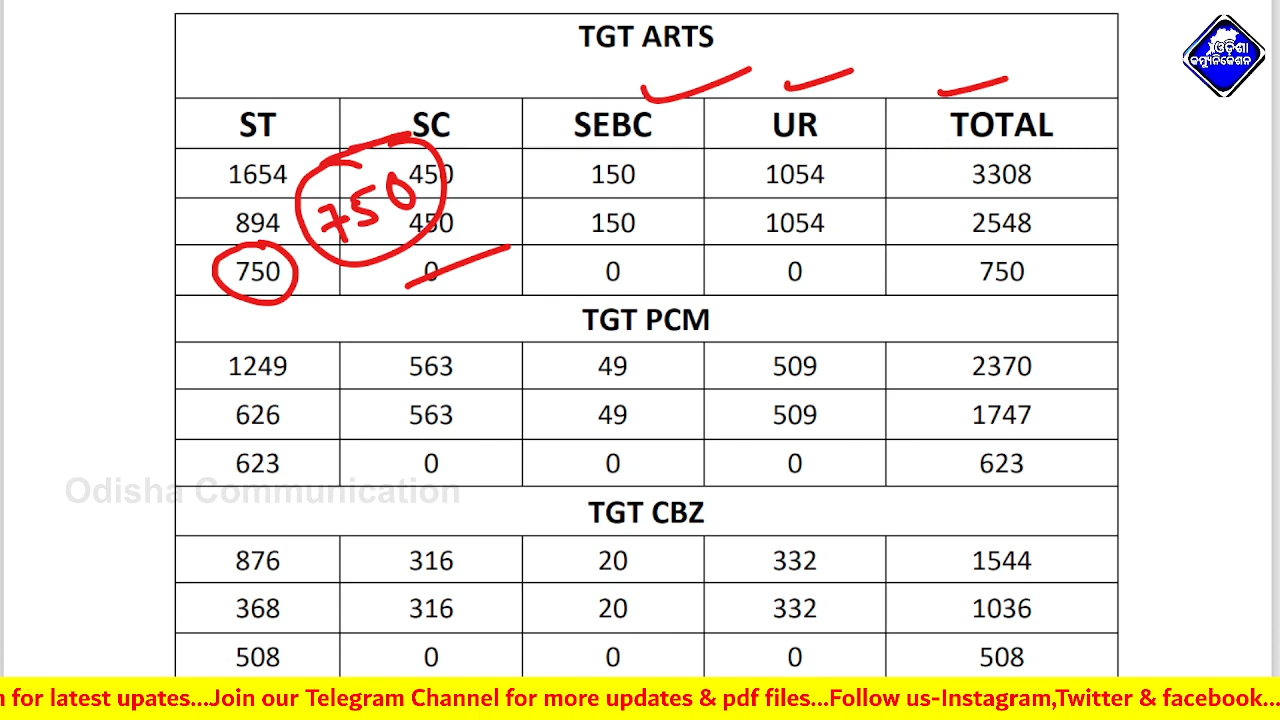 TGT ARTS
ଓଡ଼ିଶା
କମ୍ୟୁନିକେଶନ
ST SC SEBC UR TOTAL
1654 450 150 1054 3308
750
894 450 150 1054 2548
750 0 0 0 750
TGT PCM
1249 563 49 509 2370
626 563 49 509 1747
623 0 0 0 623
Odisha Communication
TGT CBZ
876 316 20 332 1544
368 316 20 332 1036
508 0 0 0 508
for latest upates...Join our Telegram Channel for more updates & pdf files...Follow us-Instagram,Twitter & facebook...